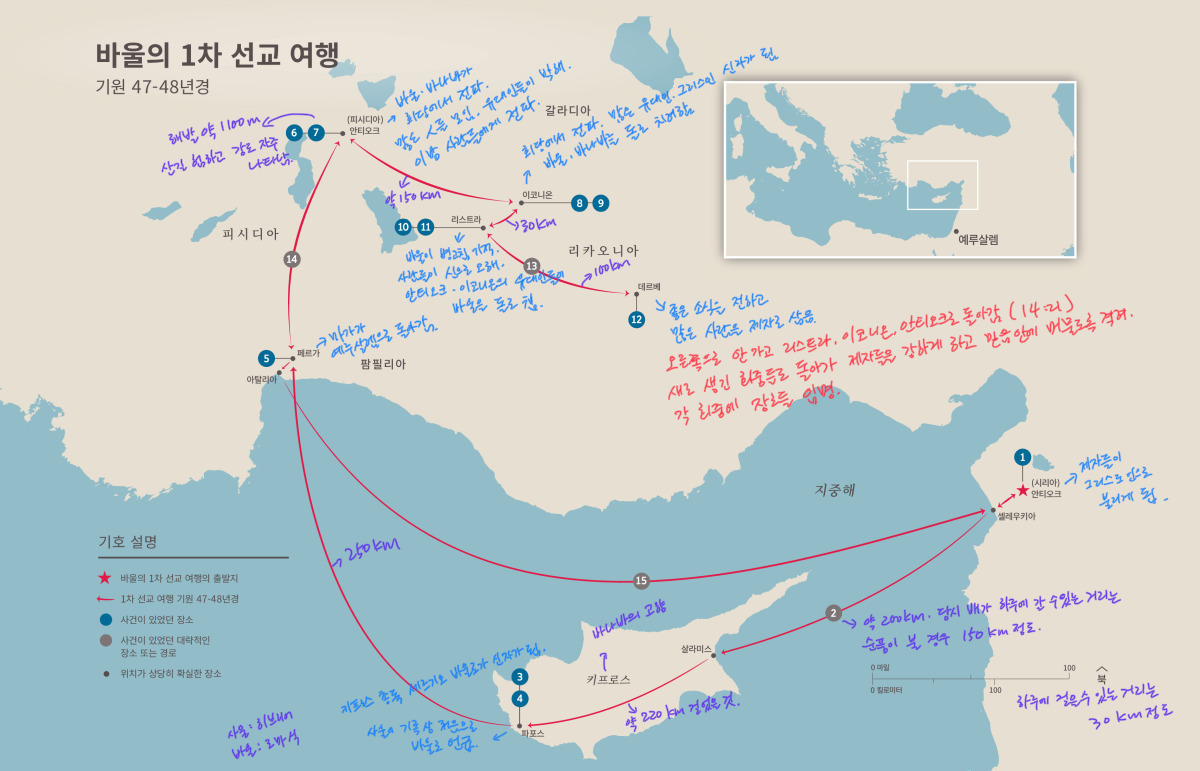 바울의 1차 선교 여행
기원 47-48년경
해발 약 1100m
산길 험하고 강도 자주
나타남.
6 7
(피시디아)
안티오크
바울·바나바가
회당에서 전파.
많은 사람 모임, 유대인들이 박해.
이방 사람들에게 전파.
갈라디아
회당에서 전파. 많은 유대인·그리스인 신자가 됨.
바울, 바나바를 돌로 치려함
약 150km
이코니온
8 9
30km
10 11
리스트라
바울이 병고침 기적.
사람들이 신으로 오해.
안티오크·이코니온의 유대인들이
바울을 돌로 침.
피시디아
리카오니아
14
13
100km
데르베
12
좋은 소식을 전하고
많은 사람을 제자로 삼음
오른쪽으로 안 가고 리스트라, 이코니온, 안티오크로 돌아감 (14:21)
새로 생긴 회중들로 돌아가 제자들을 강하게 하고 믿음 안에 머물도록 격려.
각 회중에 장로들 임명.
예루살렘
마가가
예루살렘으로 돌아감.
5
페르가
아탈리아
팜필리아
지중해
1
(시리아)
안티오크
셀레우키아
제자들이
그리스도인으로
불리게 됨.
250km
15
2
약 200km. 당시 배가 하루에 갈 수 있는 거리는
순풍이 불 경우 150km 정도.
바나바의 고향
키프로스
살라미스
3
4
파포스
키프로스 총독 세르기오 바울로가 신자가 됨.
사울이 기록상 처음으로
바울로 언급.
약 220km 걸었을 것.
사울 : 히브리어
바울 : 로마식
기호 설명
바울의 1차 선교 여행의 출발지
1차 선교 여행 기원 47-48년경
사건이 있었던 장소
사건이 있었던 대략적인
장소 또는 경로
위치가 상당히 확실한 장소
0 마일 100
0 킬로미터 100
북
하루에 걸을 수 있는 거리는
30km 정도